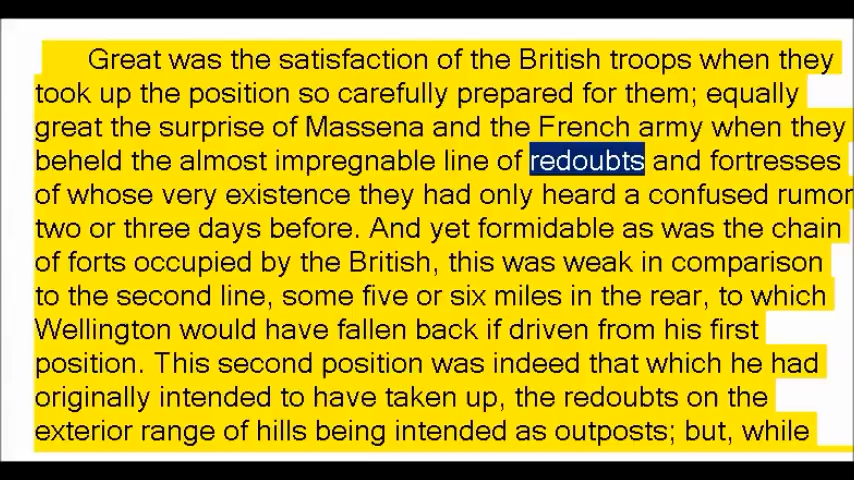 Great was the satisfaction of the British troops when they
took up the position so carefully prepared for them; equally
great the surprise of Massena and the French army when they
beheld the almost impregnable line of redoubts and fortresses
of whose very existence they had only heard a confused rumor
two or three days before. And yet formidable as was the chain
of forts occupied by the British, this was weak in comparison
to the second line, some five or six miles in the rear, to which
Wellington would have fallen back if driven from his first
position. This second position was indeed that which he had
originally intended to have taken up, the redoubts on the
exterior range of hills being intended as outposts; but, while